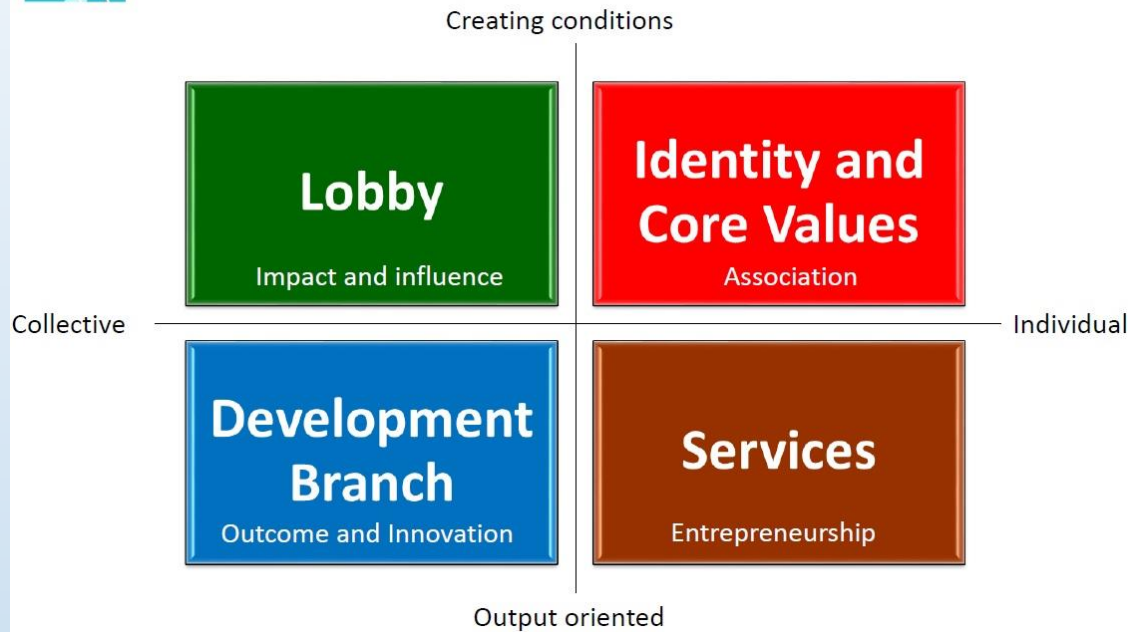 Creating conditions
Lobby
Impact and influence
Identity and
Core Values
Association
Collective
Individual
Development
Branch
Outcome and Innovation
Services
Entrepreneurship
Output oriented